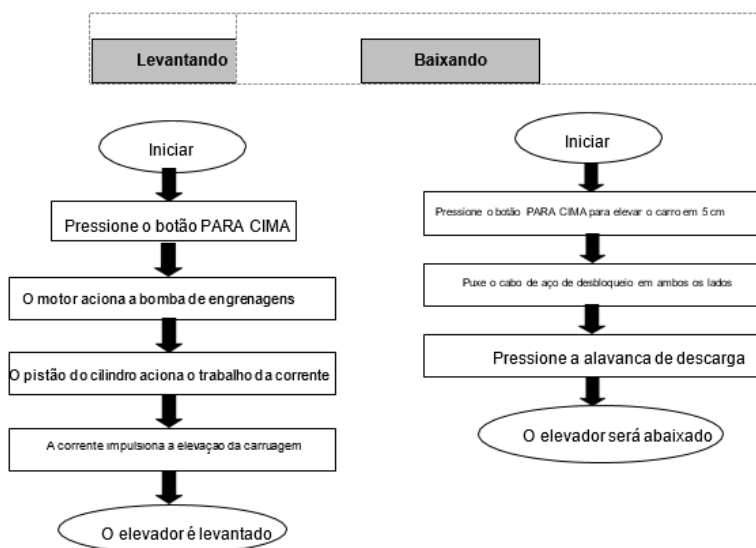 Levantando
Baixando
Iniciar
Pressione o botão PARA CIMA
O motor aciona a bomba de engrenagens
O pistão do cilindro aciona o trabalho da corrente
A corrente impulsiona a elevação da carruagem
O elevador é levantado
Iniciar
Pressione o botão PARA CIMA para elevar o carro em 5 cm
Puxe o cabo de aço de desbloqueio em ambos os lados
Pressione a alavanca de descarga
O elevador será abaixado